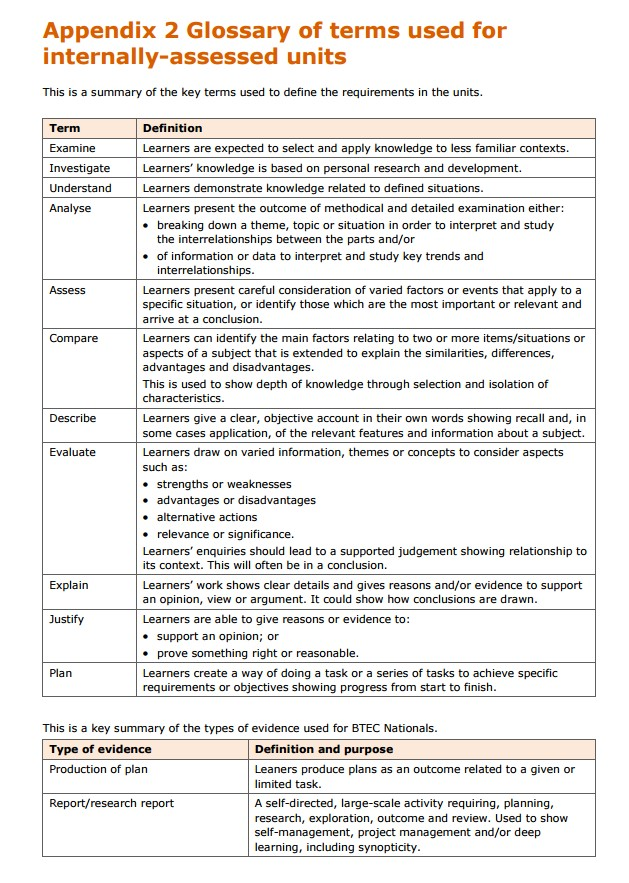 Appendix 2 Glossary of terms used for
internally-assessed units
This is a summary of the key terms used to define the requirements in the units.
Term Definition
Examine Learners are expected to select and apply knowledge to less familiar contexts.
Investigate Learners' knowledge is based on personal research and development.
Understand Learners demonstrate knowledge related to defined situations.
Analyse Learners present the outcome of methodical and detailed examination either:
• breaking down a theme, topic or situation in order to interpret and study
the interrelationships between the parts and/or
• of information or data to interpret and study key trends and
interrelationships.
Assess Learners present careful consideration of varied factors or events that apply to a
specific situation, or identify those which are the most important or relevant and
arrive at a conclusion.
Compare Learners can identify the main factors relating to two or more items/situations or
aspects of a subject that is extended to explain the similarities, differences,
advantages and disadvantages.
This is used to show depth of knowledge through selection and isolation of
characteristics.
Describe Learners give a clear, objective account in their own words showing recall and, in
some cases application, of the relevant features and information about a subject.
Evaluate Learners draw on varied information, themes or concepts to consider aspects
such as:
• strengths or weaknesses
• advantages or disadvantages
• alternative actions
• relevance or significance.
Learners' enquiries should lead to a supported judgement showing relationship to
its context. This will often be in a conclusion.
Explain Learners' work shows clear details and gives reasons and/or evidence to support
an opinion, view or argument. It could show how conclusions are drawn.
Justify Learners are able to give reasons or evidence to:
• support an opinion; or
• prove something right or reasonable.
Plan Learners create a way of doing a task or a series of tasks to achieve specific
requirements or objectives showing progress from start to finish.
This is a key summary of the types of evidence used for BTEC Nationals.
Type of evidence Definition and purpose
Production of plan Leaners produce plans as an outcome related to a given or
limited task.
Report/research report A self-directed, large-scale activity requiring, planning,
research, exploration, outcome and review. Used to show
self-management, project management and/or deep
learning, including synopticity.